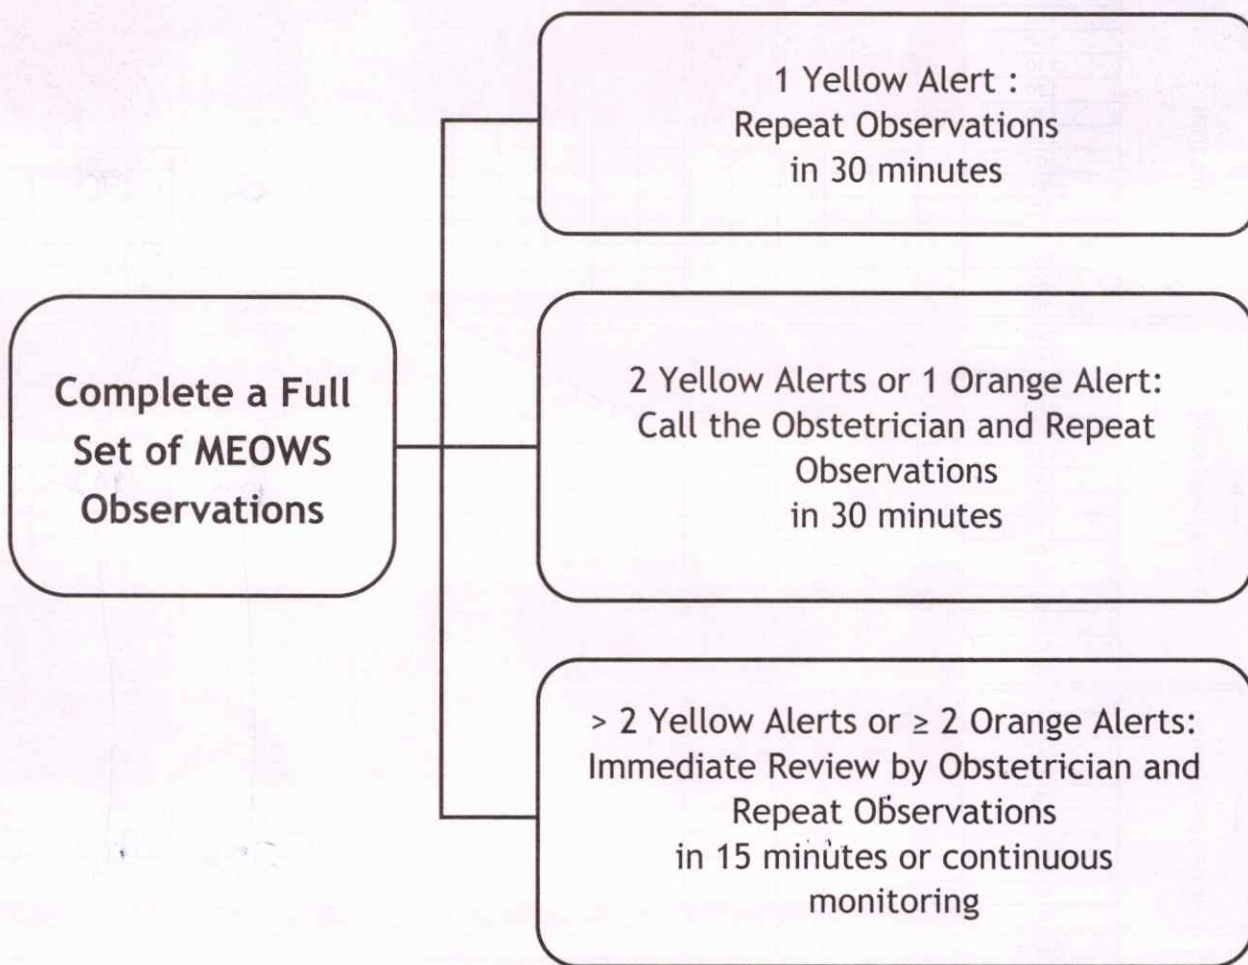 1 Yellow Alert :
Repeat Observations
in 30 minutes
Complete a Full
Set of MEOWS
Observations
2 Yellow Alerts or 1 Orange Alert:
Call the Obstetrician and Repeat
Observations
in 30 minutes
> 2 Yellow Alerts or ≥ 2 Orange Alerts:
Immediate Review by Obstetrician and
Repeat Observations
in 15 minutes or continuous
monitoring